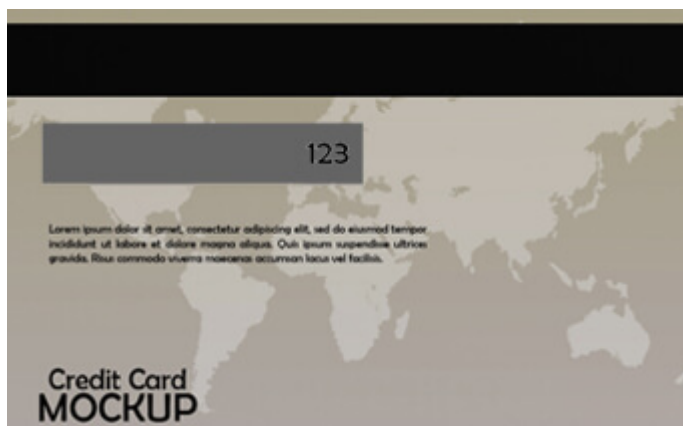 123
Lorem ipsum dolor sit amet, consectetur adipiscing elit, sed do eiusmod tempor
incididunt ut labore et dolore magna aliqua. Quis ipsum suspendisse ultrices
gravida. Risus commodo viverra maecenas accumsan lacus vel facilisis.
Credit Card
MOCKUP